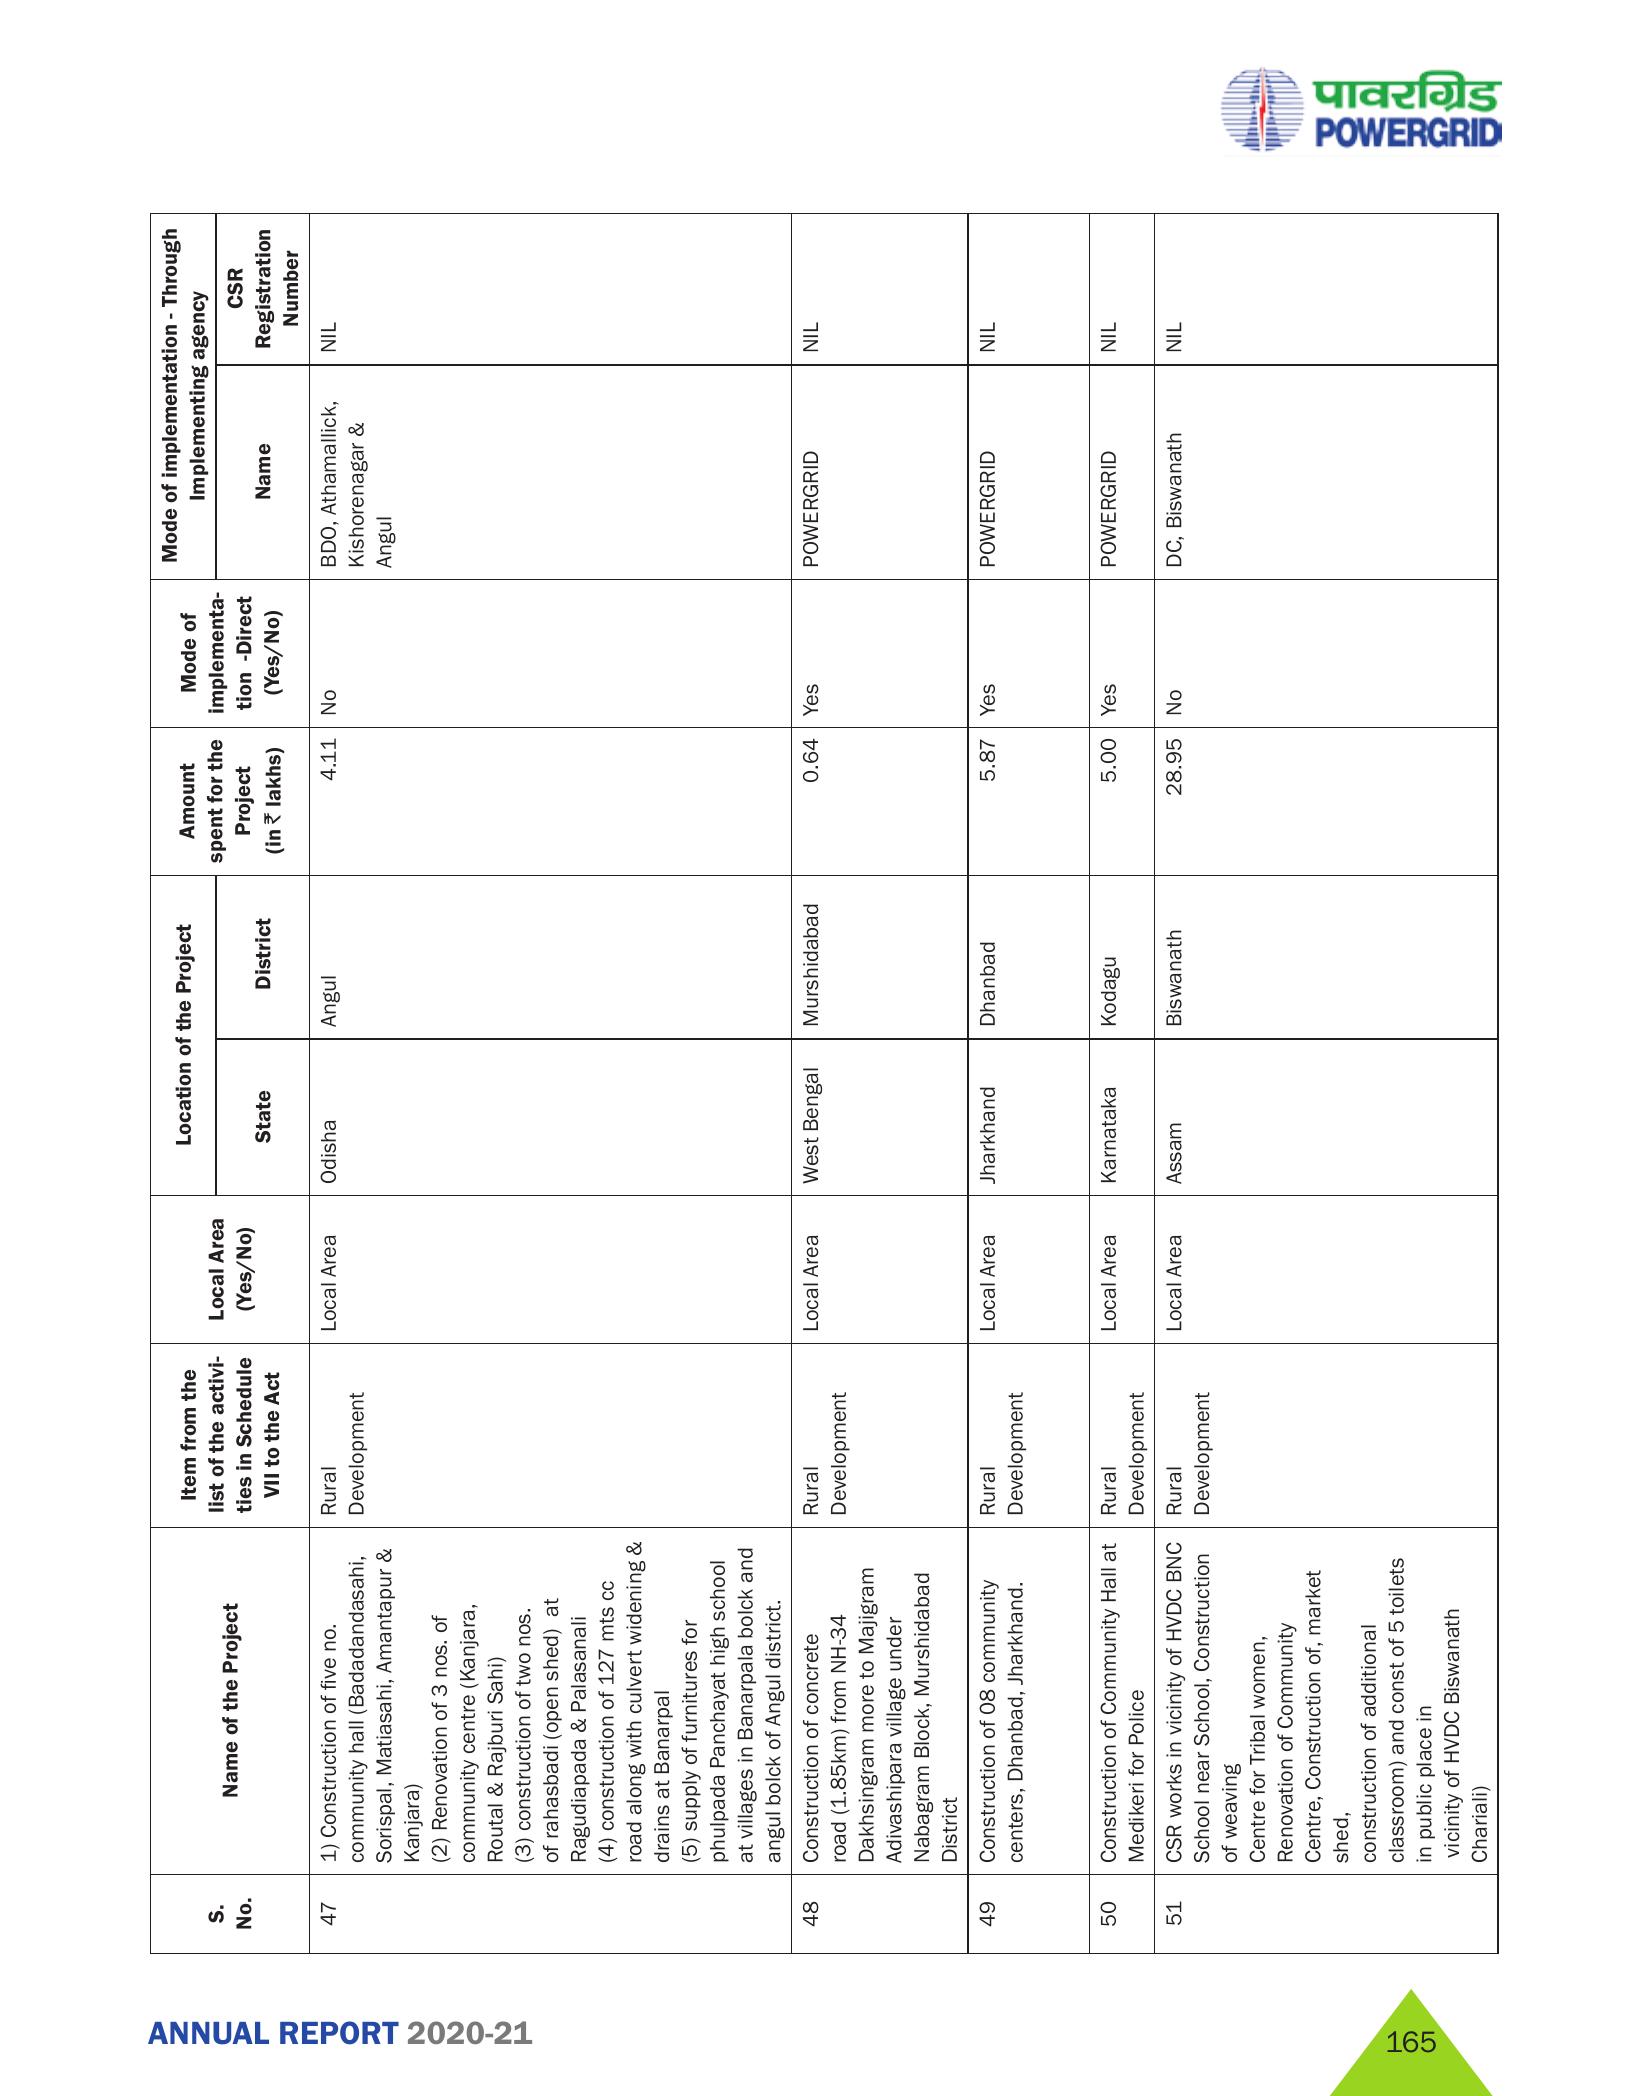 पावरग्रिड
POWERGRID
S.
No.
Name of the Project
Item from the
list of the activi-
ties in Schedule
VII to the Act
Local Area
(Yes/No)
Location of the Project
State
District
Amount
spent for the
Project
(in ₹ lakhs)
Mode of
implementa-
tion -Direct
(Yes/No)
Mode of implementation - Through
Implementing agency
Name
CSR
Registration
Number
47
1) Construction of five no.
community hall (Badadandasahi,
Sorispal, Matiasahi, Amantapur &
Kanjara)
(2) Renovation of 3 nos. of
community centre (Kanjara,
Routal & Rajburi Sahi)
(3) construction of two nos.
of rahasbadi (open shed) at
Ragudiapada & Palasanali
(4) construction of 127 mts cc
road along with culvert widening &
drains at Banarpal
(5) supply of furnitures for
phulpada Panchayat high school
at villages in Banarpala bolck and
angul bolck of Angul district.
Rural
Development
Local Area
Odisha
Angul
4.11
No
BDO, Athamallick,
Kishorenagar &
Angul
NIL
48
Construction of concrete
road (1.85km) from NH-34
Dakhsingram more to Majigram
Adivashipara village under
Nabagram Block, Murshidabad
District
Rural
Development
Local Area
West Bengal
Murshidabad
0.64
Yes
POWERGRID
NIL
49
Construction of 08 community
centers, Dhanbad, Jharkhand.
Rural
Development
Local Area
Jharkhand
Dhanbad
5.87
Yes
POWERGRID
NIL
50
Construction of Community Hall at
Medikeri for Police
Rural
Development
Local Area
Karnataka
Kodagu
5.00
Yes
POWERGRID
NIL
51
CSR works in vicinity of HVDC BNC
School near School, Construction
of weaving
Centre for Tribal women,
Renovation of Community
Centre, Construction of, market
shed,
construction of additional
classroom) and const of 5 toilets
in public place in
vicinity of HVDC Biswanath
Chariali)
Rural
Development
Local Area
Assam
Biswanath
28.95
No
DC, Biswanath
NIL
ANNUAL REPORT 2020-21
165